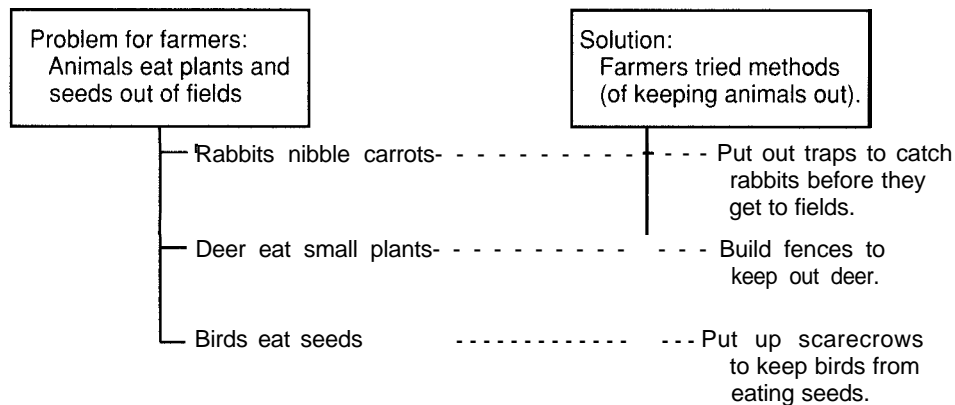 Problem for farmers:
Animals eat plants and
seeds out of fields
Solution:
Farmers tried methods
(of keeping animals out).
Rabbits nibble carrots
Put out traps to catch
rabbits before they
get to fields.
Deer eat small plants
Build fences to
keep out deer.
Birds eat seeds
Put up scarecrows
to keep birds from
eating seeds.